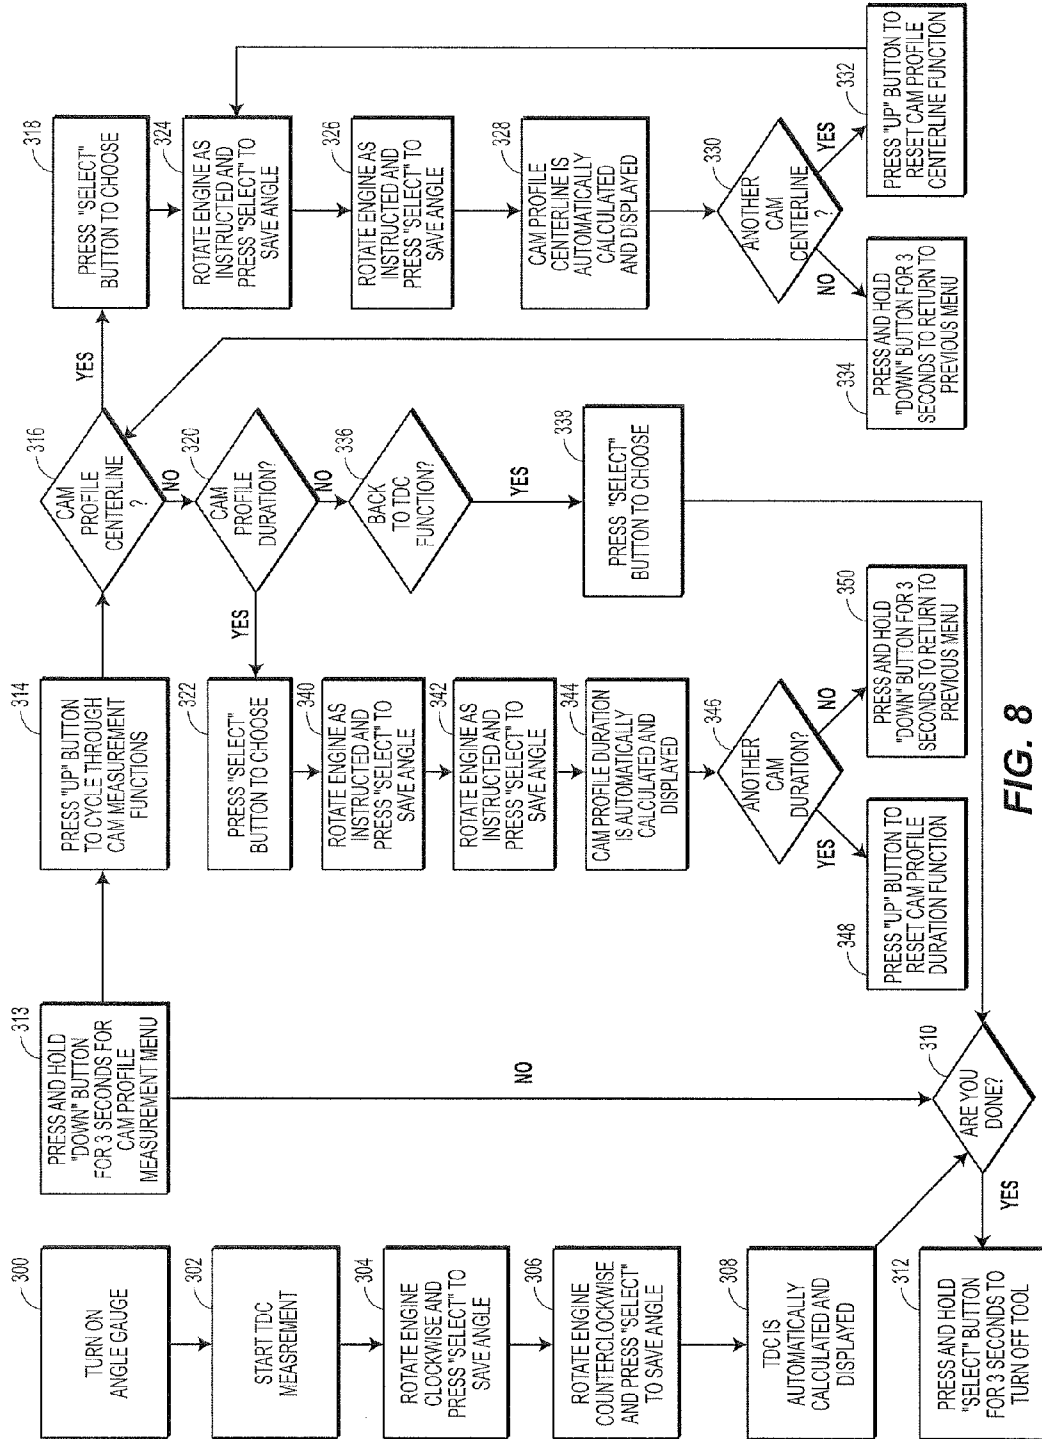 300
TURN ON
ANGLE GAUGE
302
START TDC
MEASREMENT
304
ROTATE ENGINE
CLOCKWISE AND
PRESS "SELECT" TO
SAVE ANGLE
306
ROTATE ENGINE
COUNTERCLOCKWISE
AND PRESS "SELECT"
TO SAVE ANGLE
308
TDC IS
AUTOMATICALLY
CALCULATED AND
DISPLAYED
310
ARE YOU
DONE?
YES
NO
312
PRESS AND HOLD
"SELECT" BUTTON
FOR 3 SECONDS TO
TURN OFF TOOL
313
PRESS AND HOLD
"DOWN" BUTTON
FOR 3 SECONDS FOR
CAM PROFILE
MEASUREMENT MENU
314
PRESS "UP" BUTTON
TO CYCLE THROUGH
CAM MEASUREMENT
FUNCTIONS
316
CAM
PROFILE
CENTERLINE
?
YES
NO
318
PRESS "SELECT"
BUTTON TO CHOOSE
320
CAM
PROFILE
DURATION?
YES
NO
322
PRESS "SELECT"
BUTTON TO CHOOSE
324
ROTATE ENGINE AS
INSTRUCTED AND
PRESS "SELECT" TO
SAVE ANGLE
326
ROTATE ENGINE AS
INSTRUCTED AND
PRESS "SELECT" TO
SAVE ANGLE
328
CAM PROFILE
CENTERLINE IS
AUTOMATICALLY
CALCULATED
AND DISPLAYED
330
ANOTHER
CAM
CENTERLINE
?
YES
NO
332
PRESS "UP" BUTTON TO
RESET CAM PROFILE
CENTERLINE FUNCTION
334
PRESS AND HOLD
"DOWN" BUTTON FOR 3
SECONDS TO RETURN TO
PREVIOUS MENU
336
BACK
TO TDC
FUNCTION?
YES
338
PRESS "SELECT"
BUTTON TO CHOOSE
340
ROTATE ENGINE AS
INSTRUCTED AND
PRESS "SELECT" TO
SAVE ANGLE
342
ROTATE ENGINE AS
INSTRUCTED AND
PRESS "SELECT" TO
SAVE ANGLE
344
CAM PROFILE DURATION
IS AUTOMATICALLY
CALCULATED AND
DISPLAYED
346
ANOTHER
CAM
DURATION?
YES
NO
348
PRESS "UP" BUTTON TO
RESET CAM PROFILE
DURATION FUNCTION
350
PRESS AND HOLD
"DOWN" BUTTON FOR 3
SECONDS TO RETURN TO
PREVIOUS MENU
FIG. 8